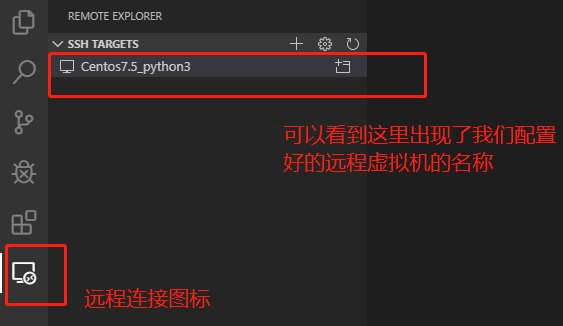 REMOTE EXPLORER
SSH TARGETS
Centos7.5_python3
可以看到这里出现了我们配置
好的远程虚拟机的名称
远程连接图标